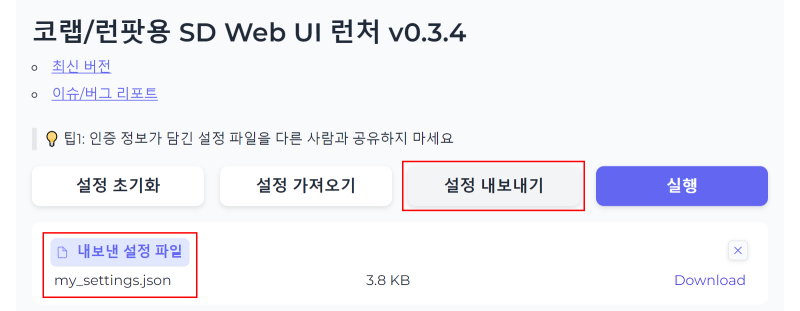 코랩/런팟용 SD Web UI 런처 v0.3.4
최신 버전
이슈/버그 리포트
💡 팁1: 인증 정보가 담긴 설정 파일을 다른 사람과 공유하지 마세요
설정 초기화 설정 가져오기 설정 내보내기 실행
내보낸 설정 파일
my_settings.json 3.8 KB Download